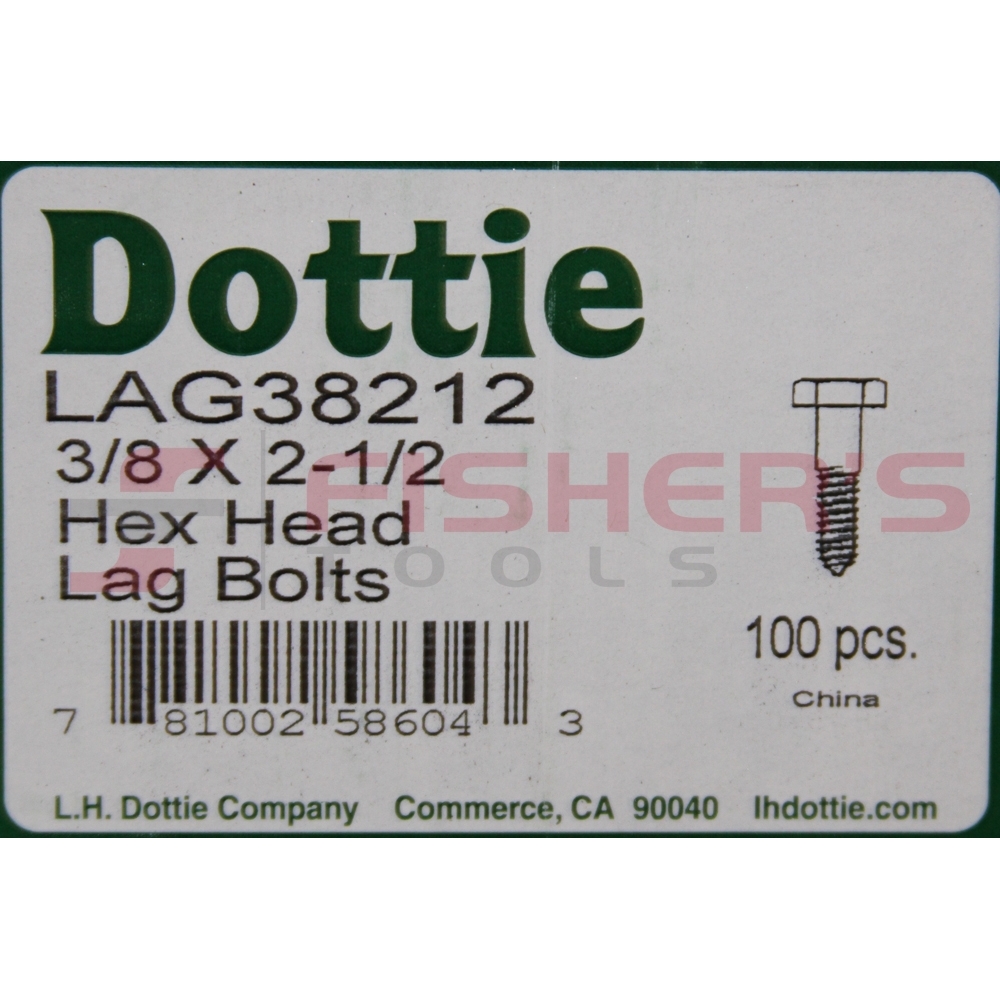 Dottie
LAG38212
3/8 X 2-1/2
Hex Head
Lag Bolts
FISHER'S
TOOLS
7 81002 58604 3
100 pcs.
China
L.H. Dottie Company Commerce, CA 90040 lhdottie.com